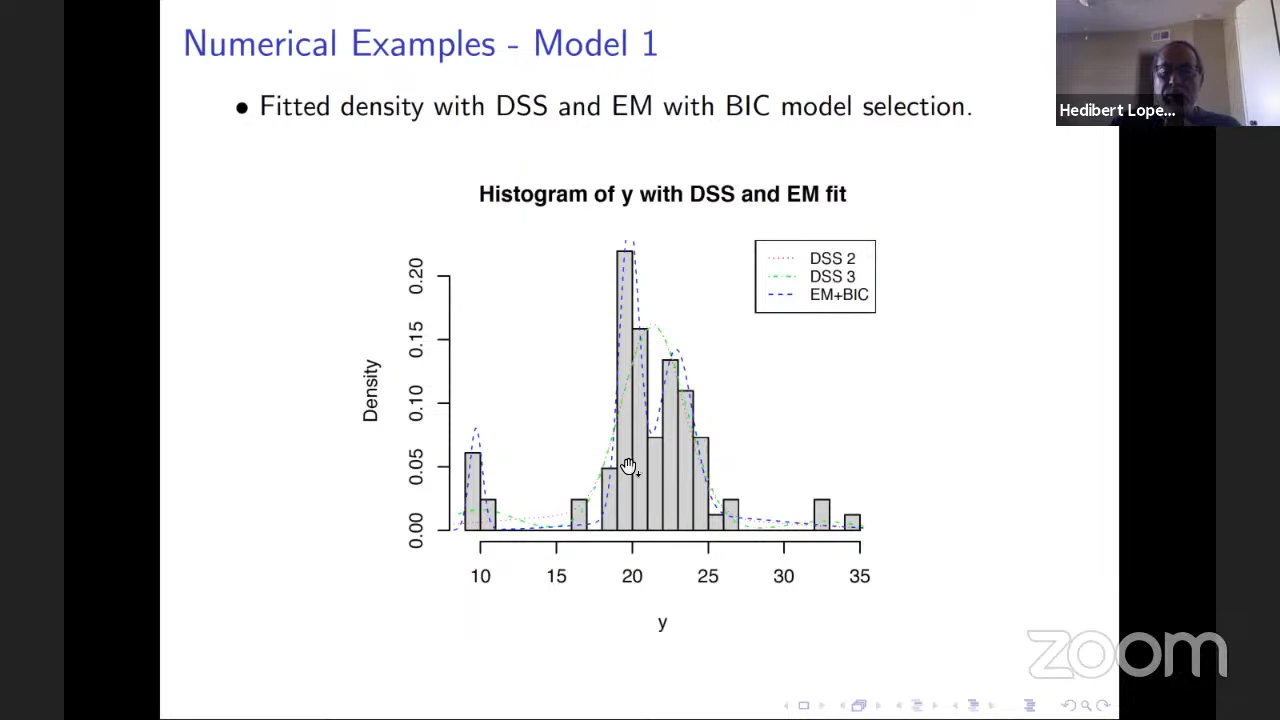 Numerical Examples - Model 1
Hedibert Lope...
• Fitted density with DSS and EM with BIC model selection.
Histogram of y with DSS and EM fit
DSS 2
DSS 3
EM+BIC
Density
0.20
0.15
0.10
0.05
0.00
10 15 20 25 30 35
y
zoom